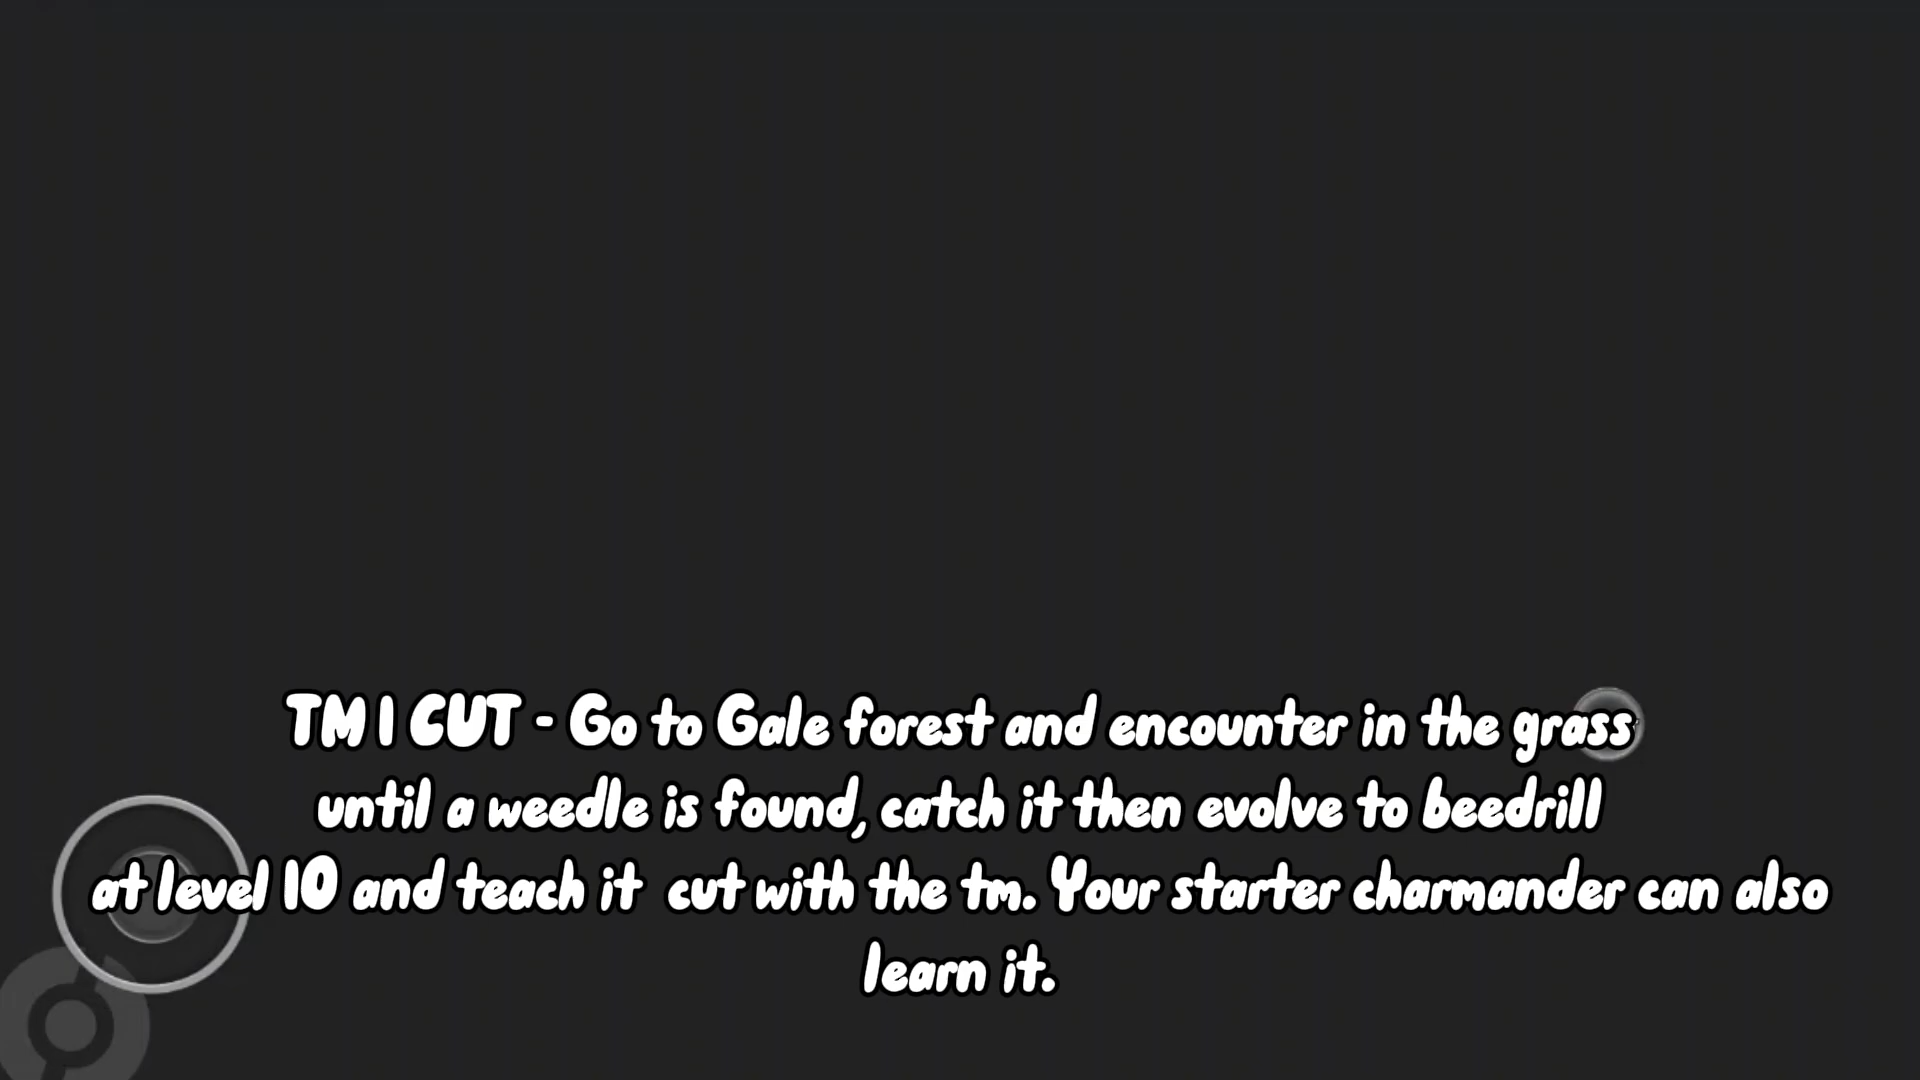 TM 1 CUT - Go to Gale forest and encounter in the grass
until a weedle is found, catch it then evolve to beedrill
at level 10 and teach it cut with the tm. Your starter charmander can also
learn it.